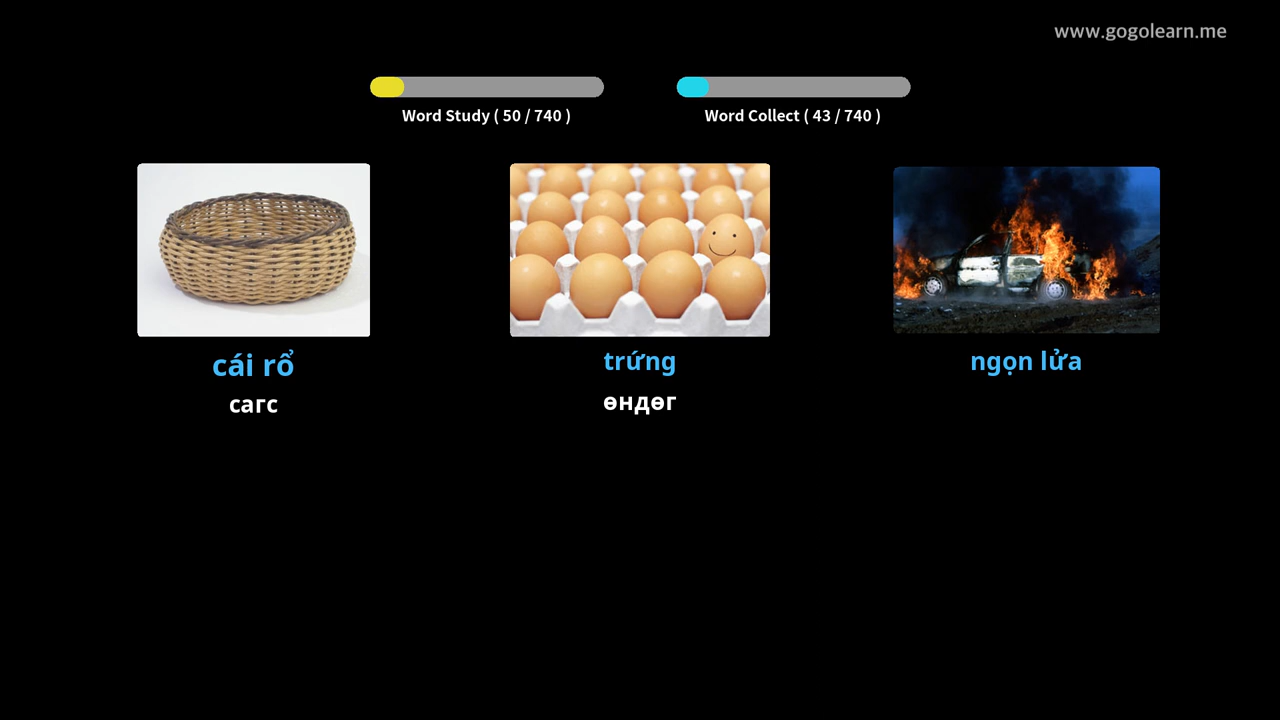 www.gogolearn.me
Word Study ( 50 / 740 )
Word Collect ( 43 / 740 )
cái rổ
сагс
trứng
өндөг
ngọn lửa